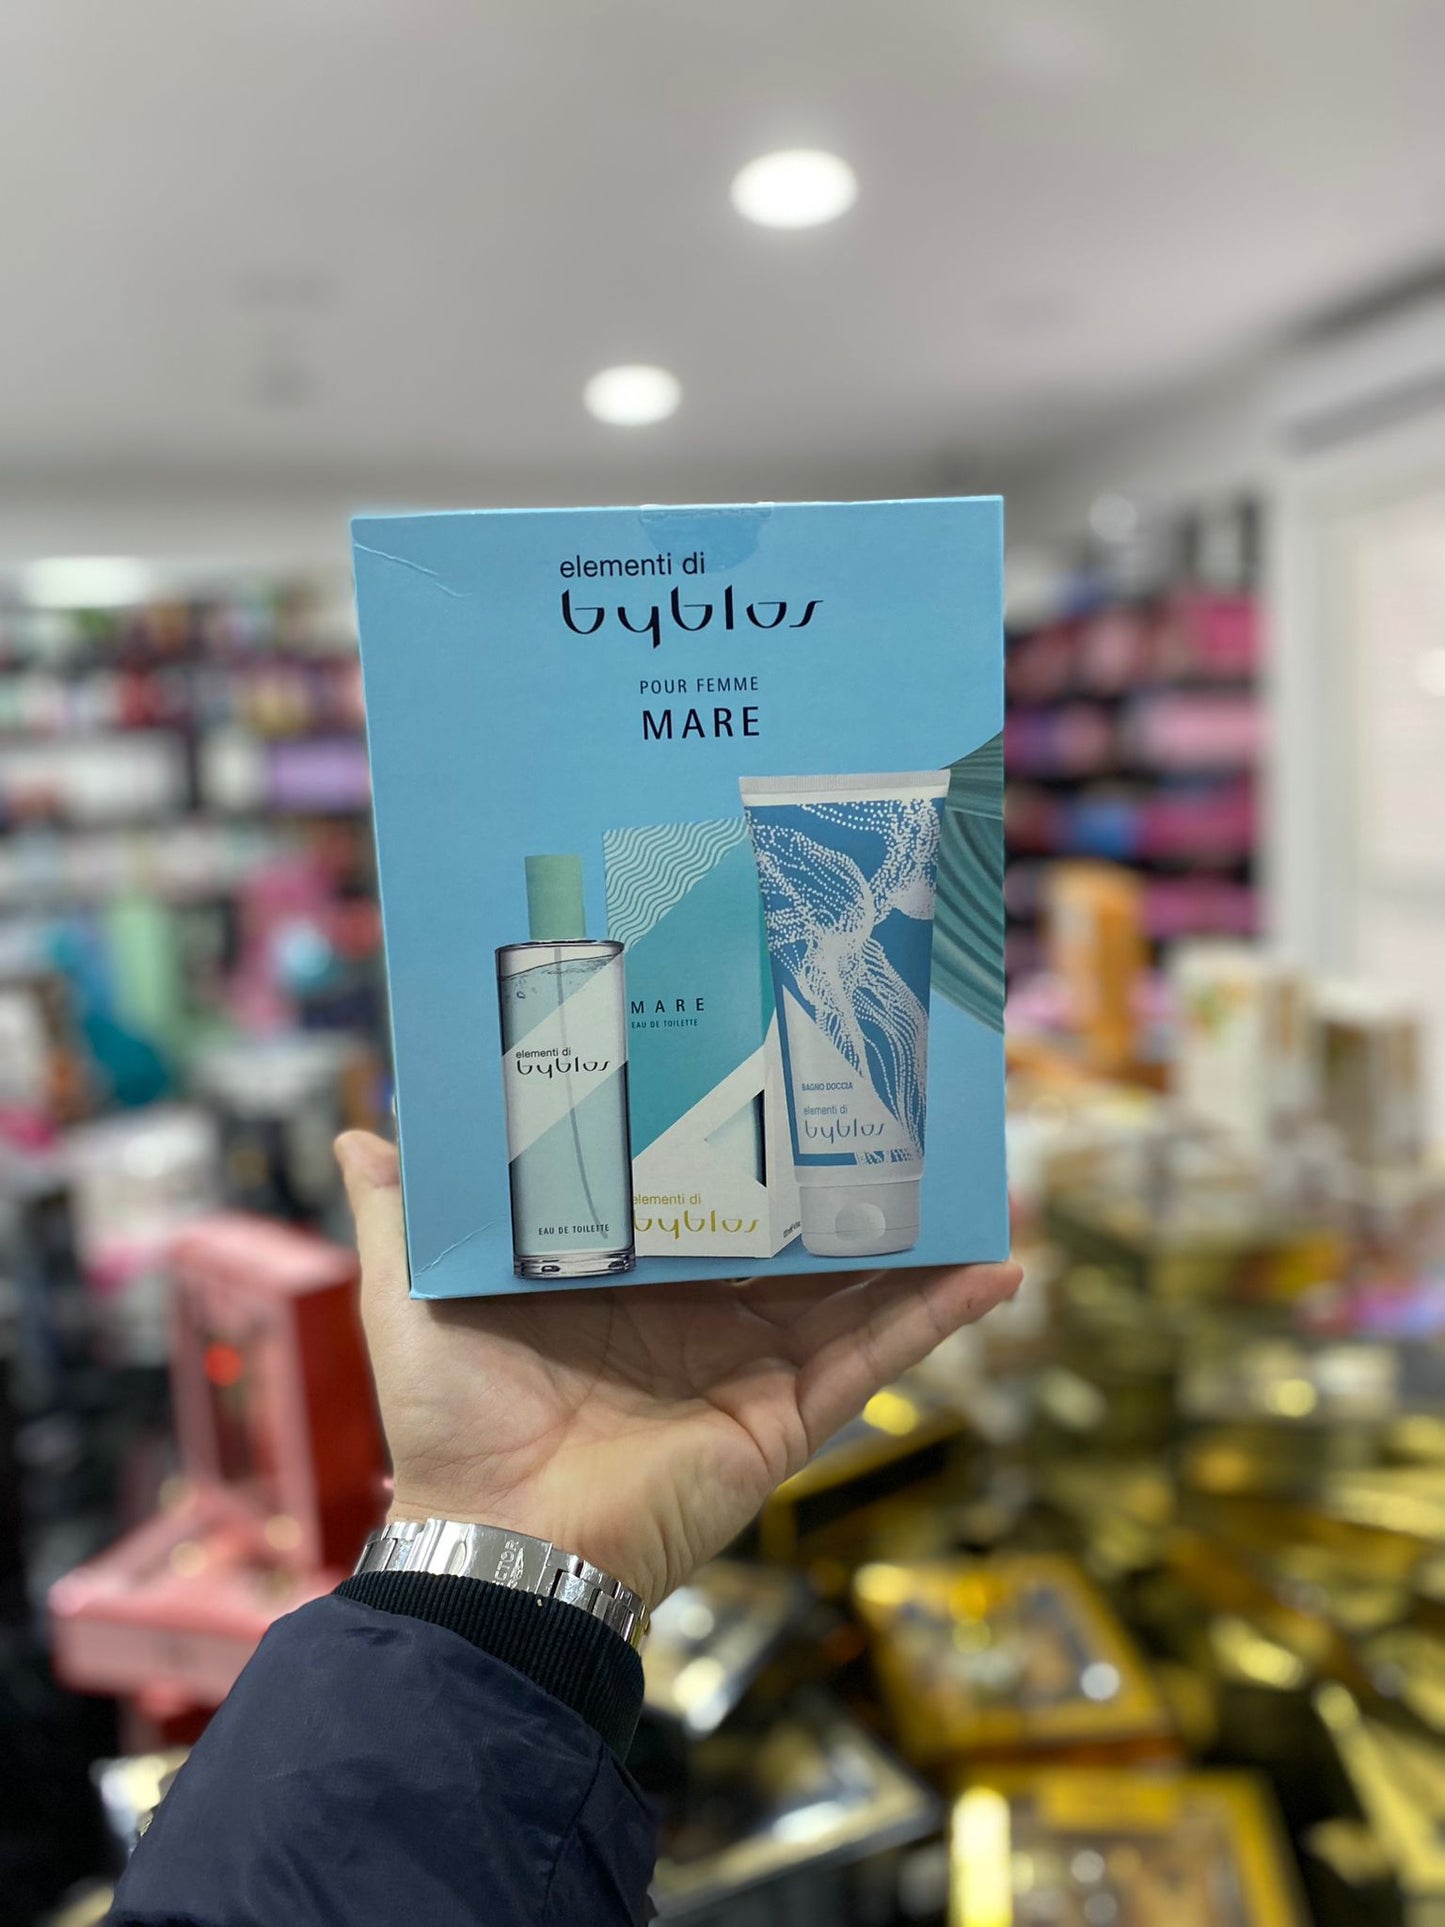 elementi di
byblos
POUR FEMME
MARE
MARE
EAU DE TOILETTE
elementi di
byblos
EAU DE TOILETTE
elementi di
byblos
BAGNO DOCCIA
elementi di
byblos